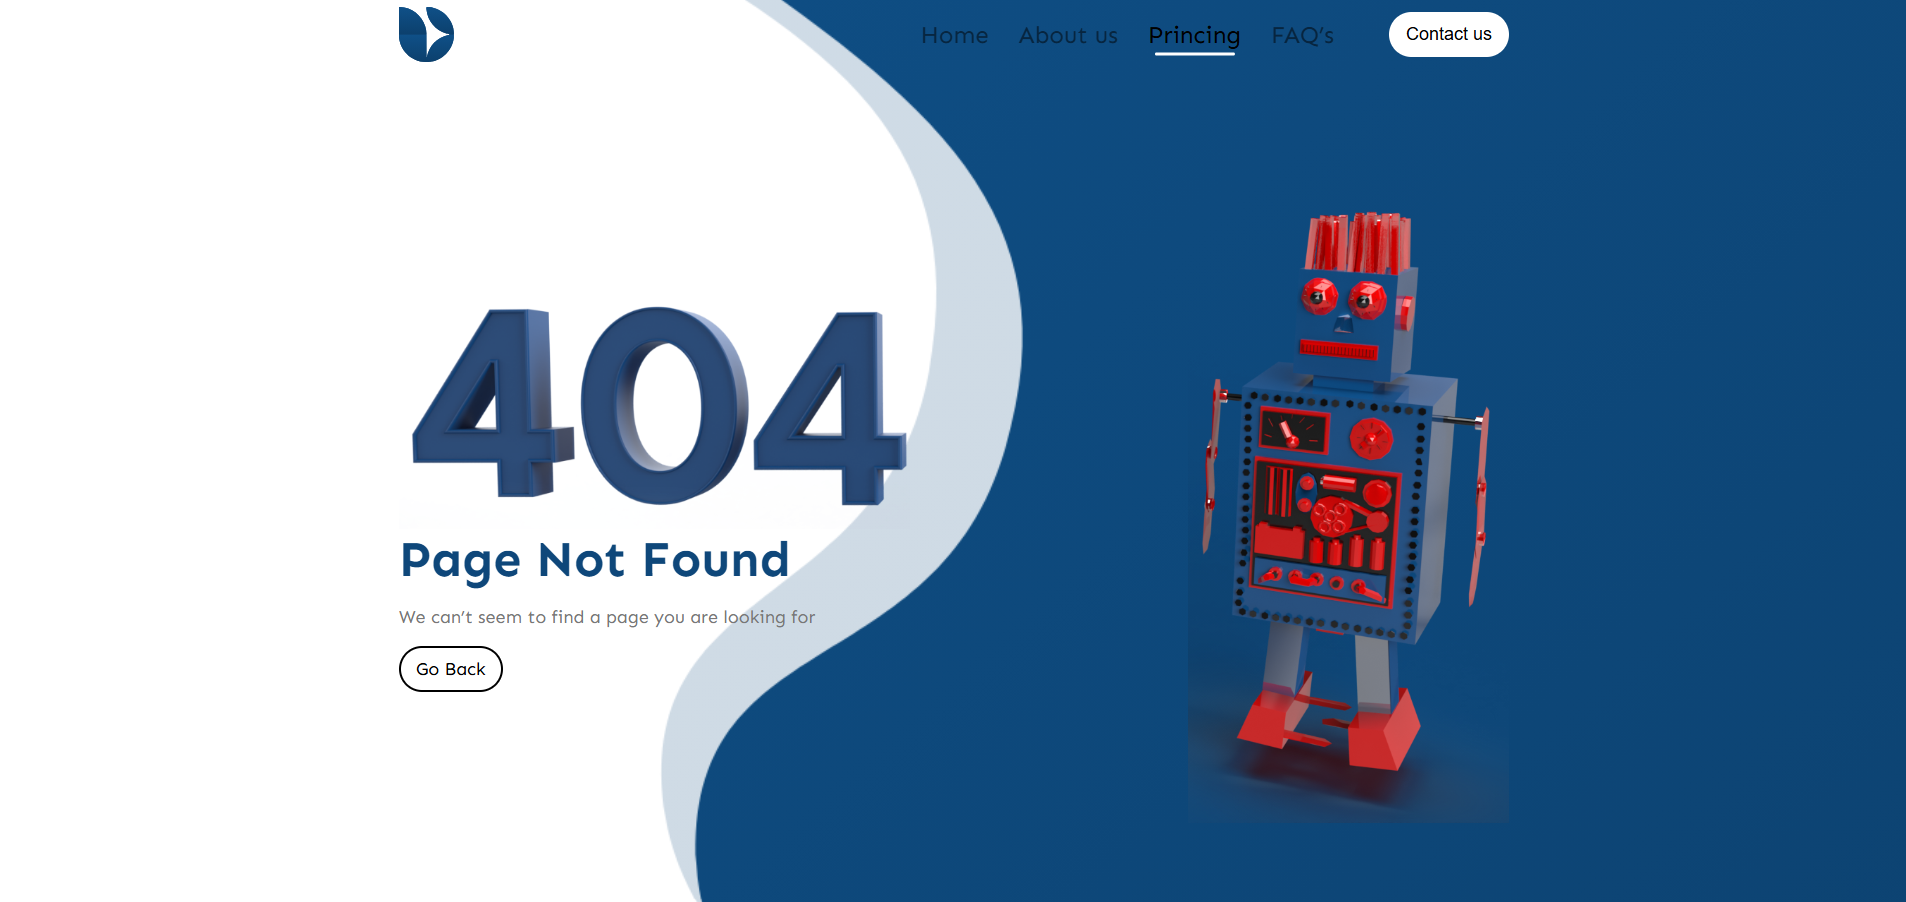 Home About us Princing FAQ’s Contact us
404
Page Not Found
We can’t seem to find a page you are looking for
Go Back